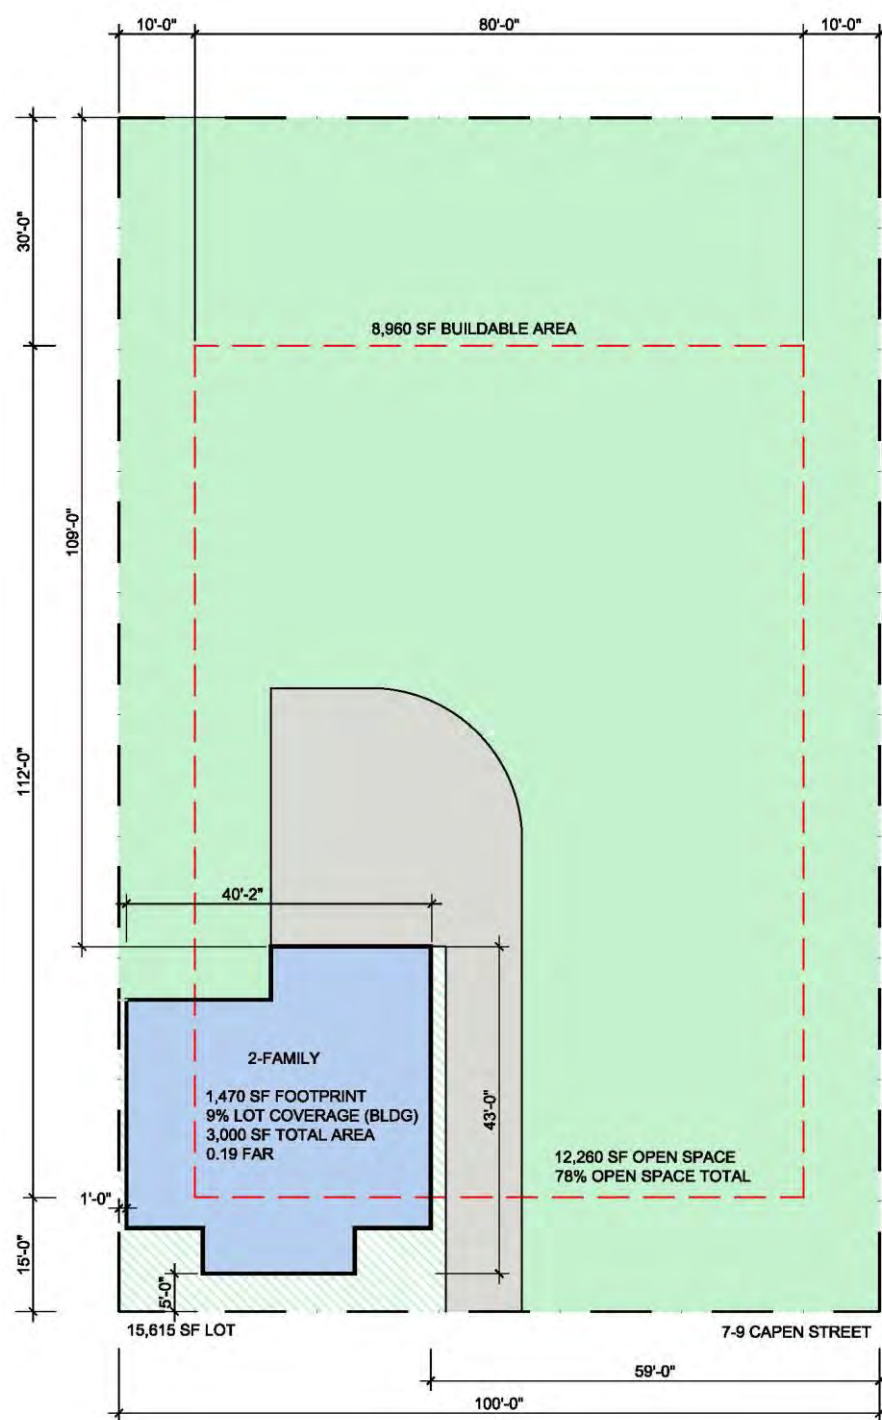 10'-0"
80'-0"
10'-0"
30'-0"
8,960 SF BUILDABLE AREA
109'-0"
112'-0"
40'-2"
2-FAMILY
1,470 SF FOOTPRINT
9% LOT COVERAGE (BLDG)
3,000 SF TOTAL AREA
0.19 FAR
43'-0"
12,260 SF OPEN SPACE
78% OPEN SPACE TOTAL
1'-0"
15'-0"
5'-0"
15,615 SF LOT
7-9 CAPEN STREET
59'-0"
100'-0"